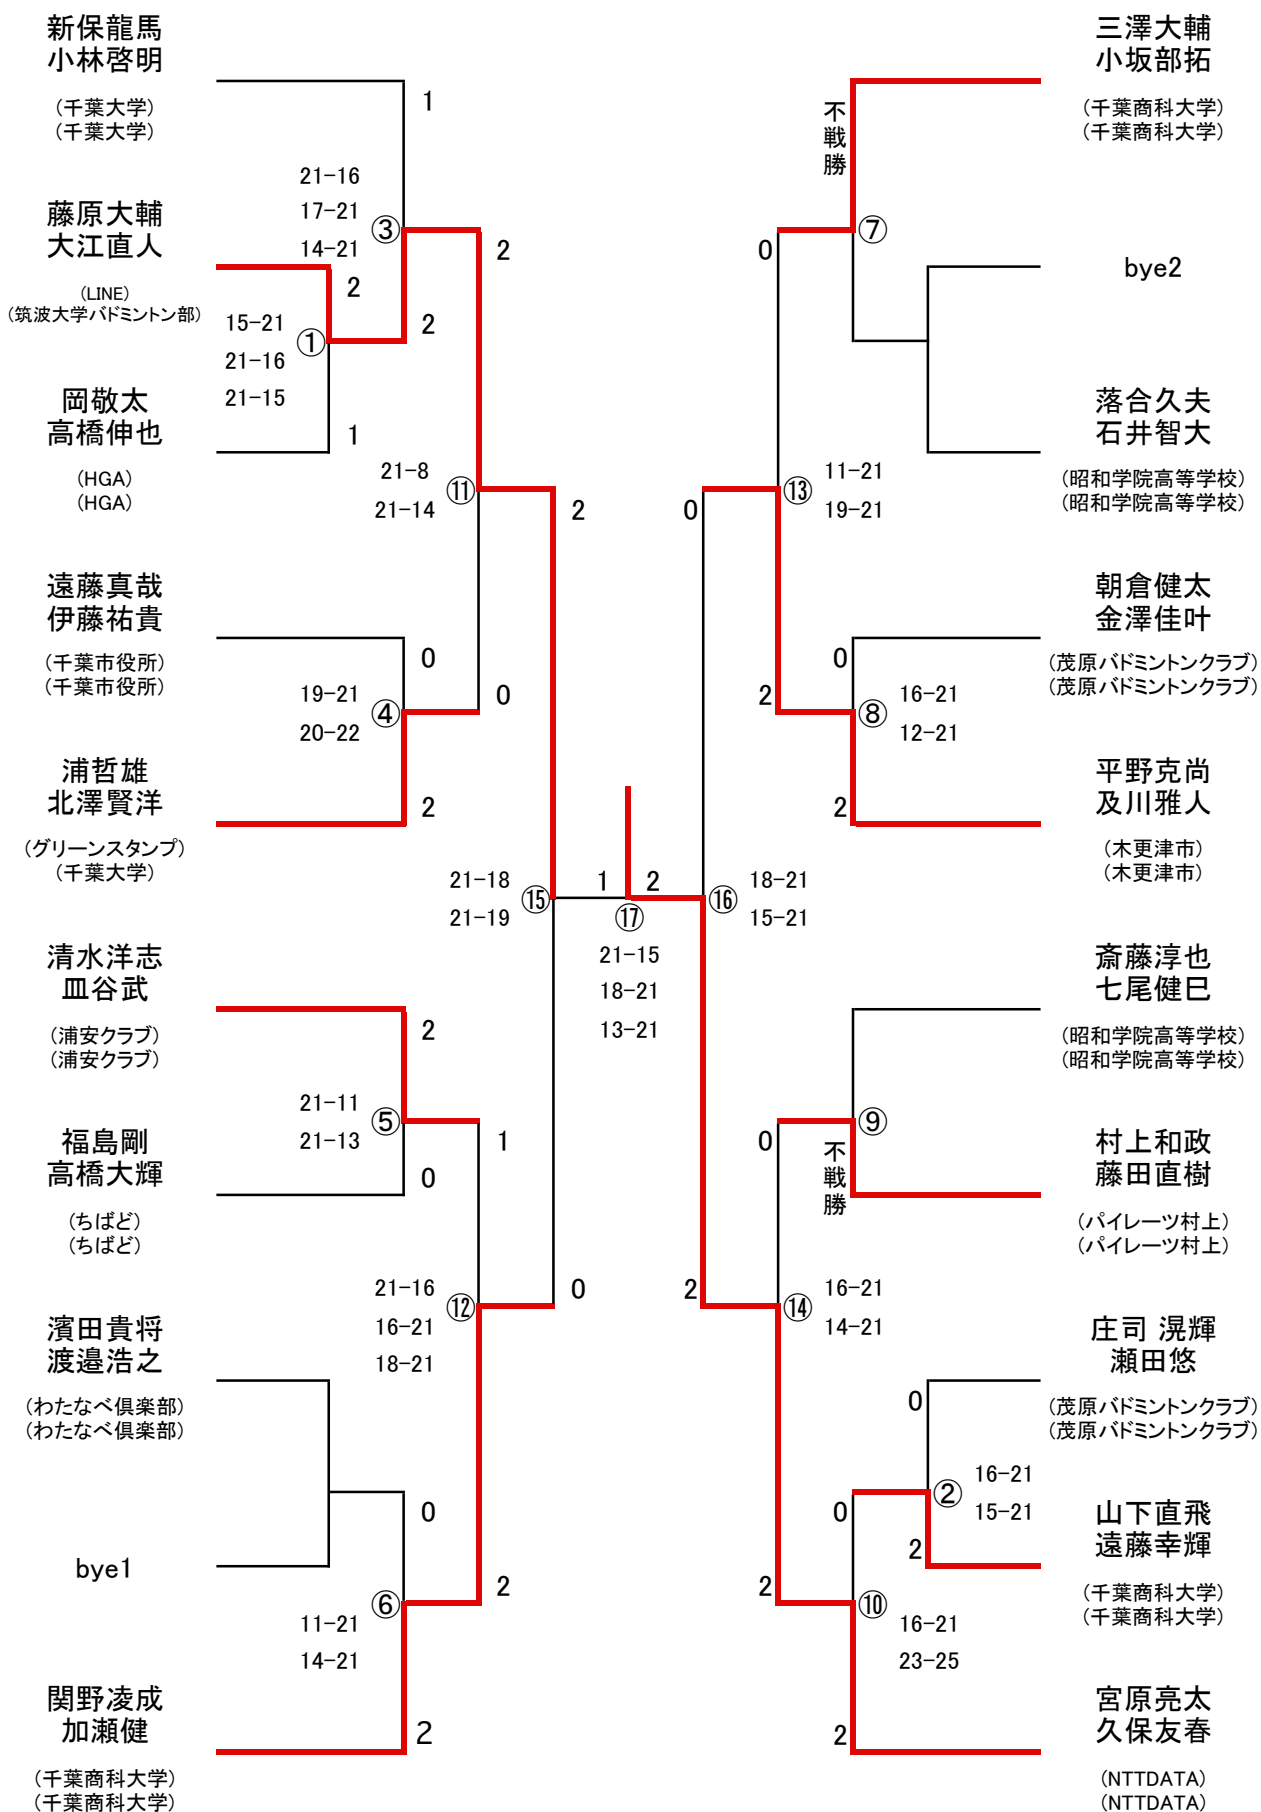 新保龍馬
小林啓明
(千葉大学)
(千葉大学)
1
21-16
17-21
14-21
③
藤原大輔
大江直人
(LINE)
(筑波大学バドミントン部)
2
2
2
15-21
21-16
21-15
①
岡敬太
高橋伸也
(HGA)
(HGA)
1
21-8
21-14
⑪
2
遠藤真哉
伊藤祐貴
(千葉市役所)
(千葉市役所)
0
0
19-21
20-22
④
浦哲雄
北澤賢洋
(グリーンスタンプ)
(千葉大学)
2
21-18
21-19
⑮
1
2
⑰
21-15
18-21
13-21
清水洋志
皿谷武
(浦安クラブ)
(浦安クラブ)
2
21-11
21-13
⑤
1
福島剛
高橋大輝
(ちばど)
(ちばど)
0
21-16
16-21
18-21
⑫
0
濱田貴将
渡邉浩之
(わたなべ倶楽部)
(わたなべ倶楽部)
0
bye1
⑥
2
11-21
14-21
関野凌成
加瀬健
(千葉商科大学)
(千葉商科大学)
2
三澤大輔
小坂部拓
(千葉商科大学)
(千葉商科大学)
不戦勝
⑦
0
bye2
落合久夫
石井智大
(昭和学院高等学校)
(昭和学院高等学校)
0
⑬
11-21
19-21
朝倉健太
金澤佳叶
(茂原バドミントンクラブ)
(茂原バドミントンクラブ)
0
2
⑧
16-21
12-21
平野克尚
及川雅人
(木更津市)
(木更津市)
2
⑯
18-21
15-21
斎藤淳也
七尾健巳
(昭和学院高等学校)
(昭和学院高等学校)
⑨
0
不戦勝
村上和政
藤田直樹
(パイレーツ村上)
(パイレーツ村上)
2
⑭
16-21
14-21
庄司 滉輝
瀬田悠
(茂原バドミントンクラブ)
(茂原バドミントンクラブ)
0
②
16-21
15-21
0
2
山下直飛
遠藤幸輝
(千葉商科大学)
(千葉商科大学)
2
⑩
16-21
23-25
宮原亮太
久保友春
(NTTDATA)
(NTTDATA)
2